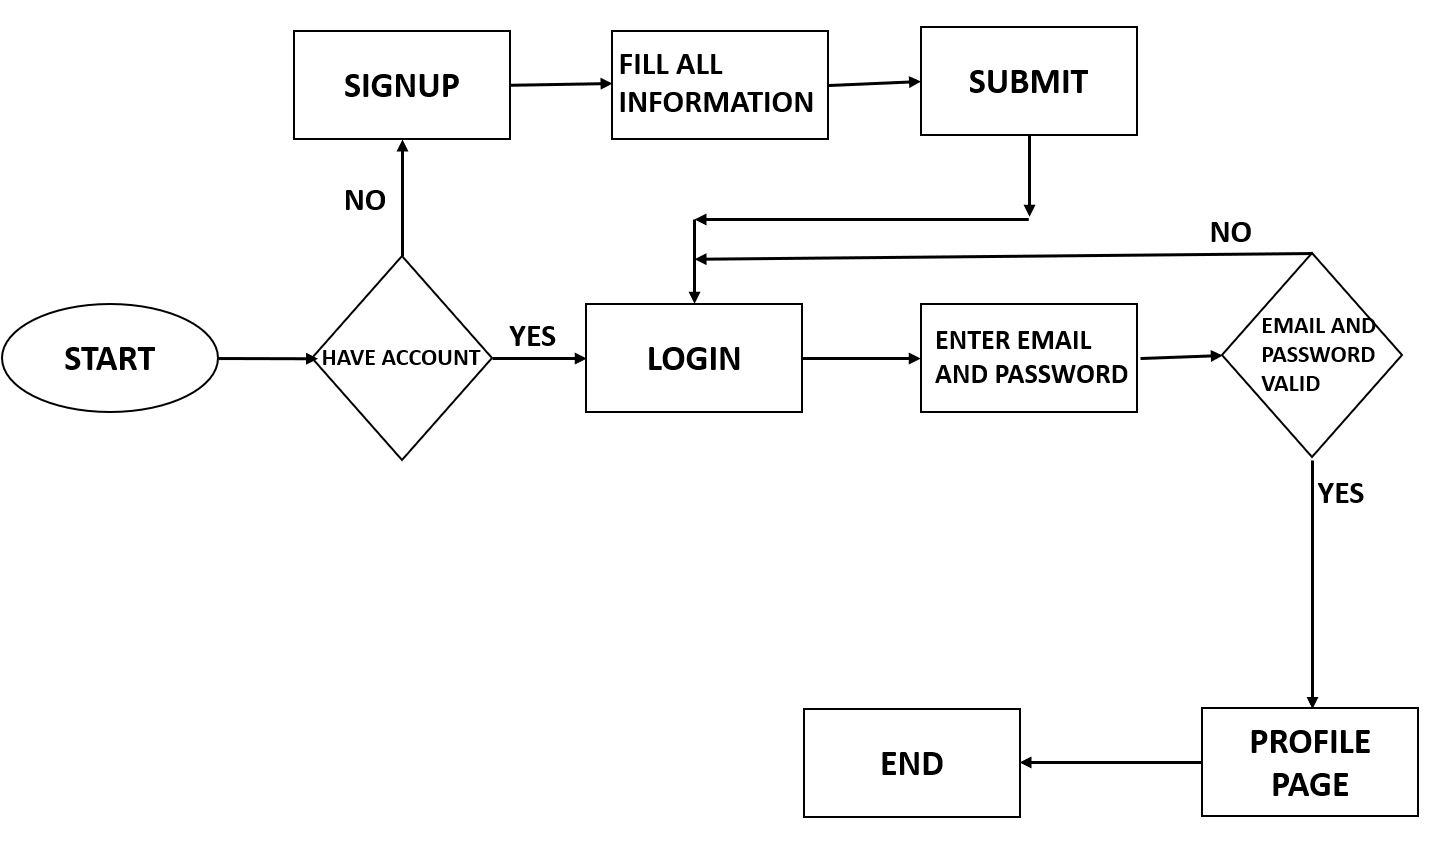 SIGNUP
FILL ALL
INFORMATION
SUBMIT
NO
NO
START
HAVE ACCOUNT
YES
LOGIN
ENTER EMAIL
AND PASSWORD
EMAIL AND
PASSWORD
VALID
YES
END
PROFILE
PAGE